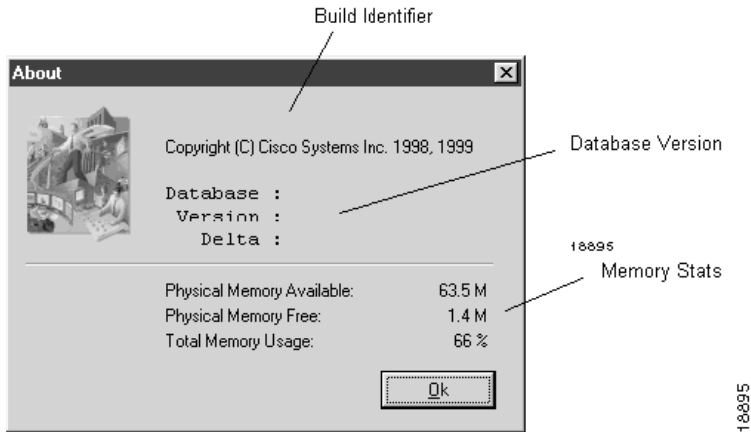 Build Identifier
About
Copyright (C) Cisco Systems Inc. 1998, 1999
Database Version
Database :
Version :
Delta :
18895
Memory Stats
Physical Memory Available: 63.5 M
Physical Memory Free: 1.4 M
Total Memory Usage: 66 %
Ok
18895